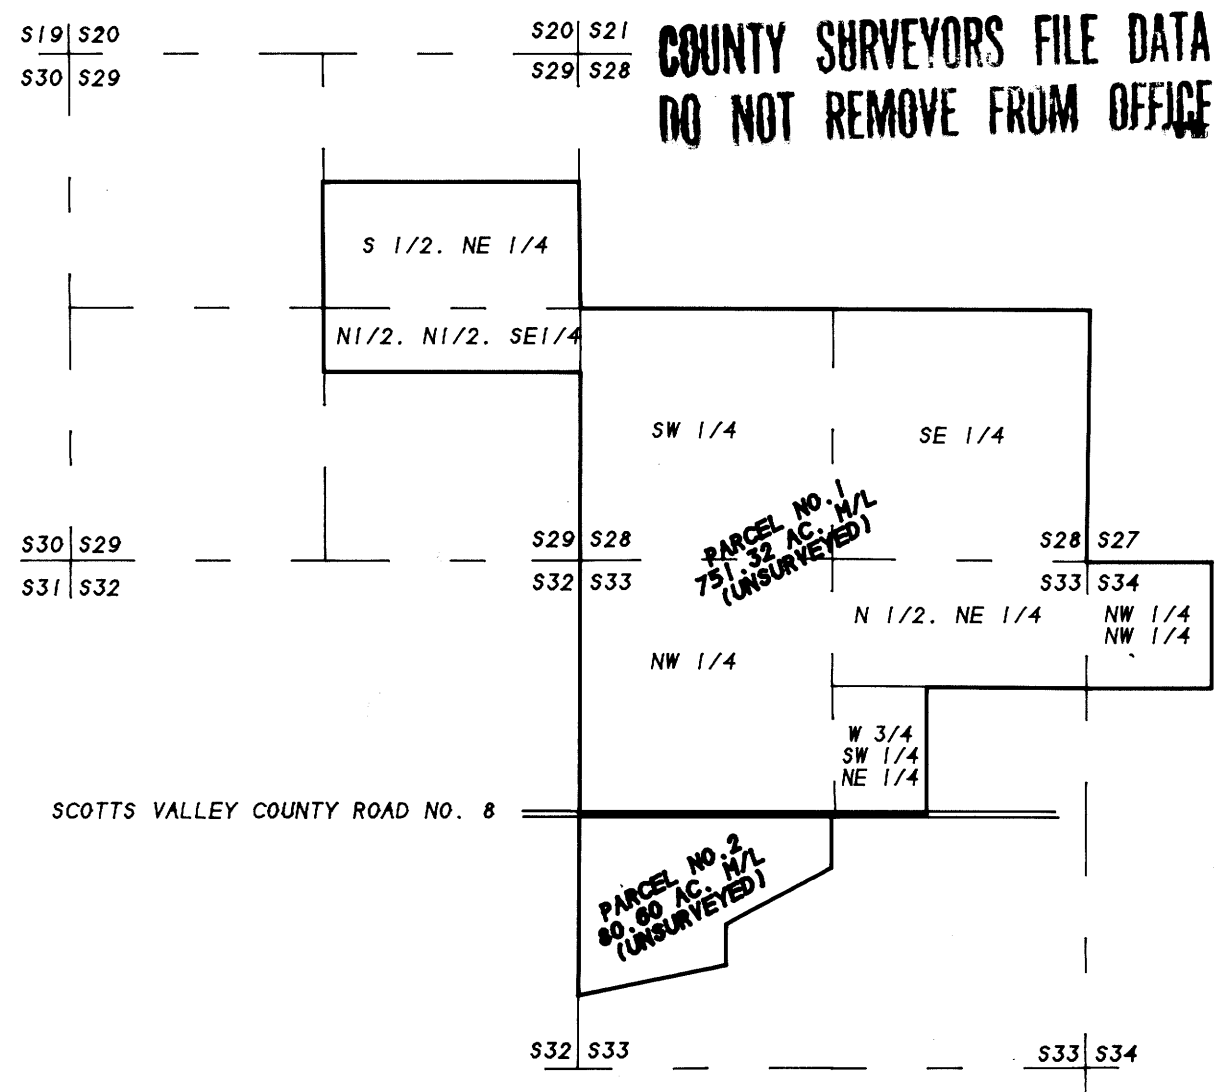 S19 S20
S30 S29
S20 S21
S29 S28
COUNTY SURVEYORS FILE DATA
DO NOT REMOVE FROM OFFICE
S 1/2. NE 1/4
N1/2. N1/2. SE1/4
SW 1/4
SE 1/4
PARCEL NO.1
751.32 AC. M/L
(UNSURVEYED)
S30 S29
S31 S32
S29 S28
S32 S33
S28 S27
S33 S34
N 1/2. NE 1/4
NW 1/4
NW 1/4
NW 1/4
W 3/4
SW 1/4
NE 1/4
SCOTTS VALLEY COUNTY ROAD NO. 8
PARCEL NO.2
80.60 AC. M/L
(UNSURVEYED)
S32 S33
S33 S34